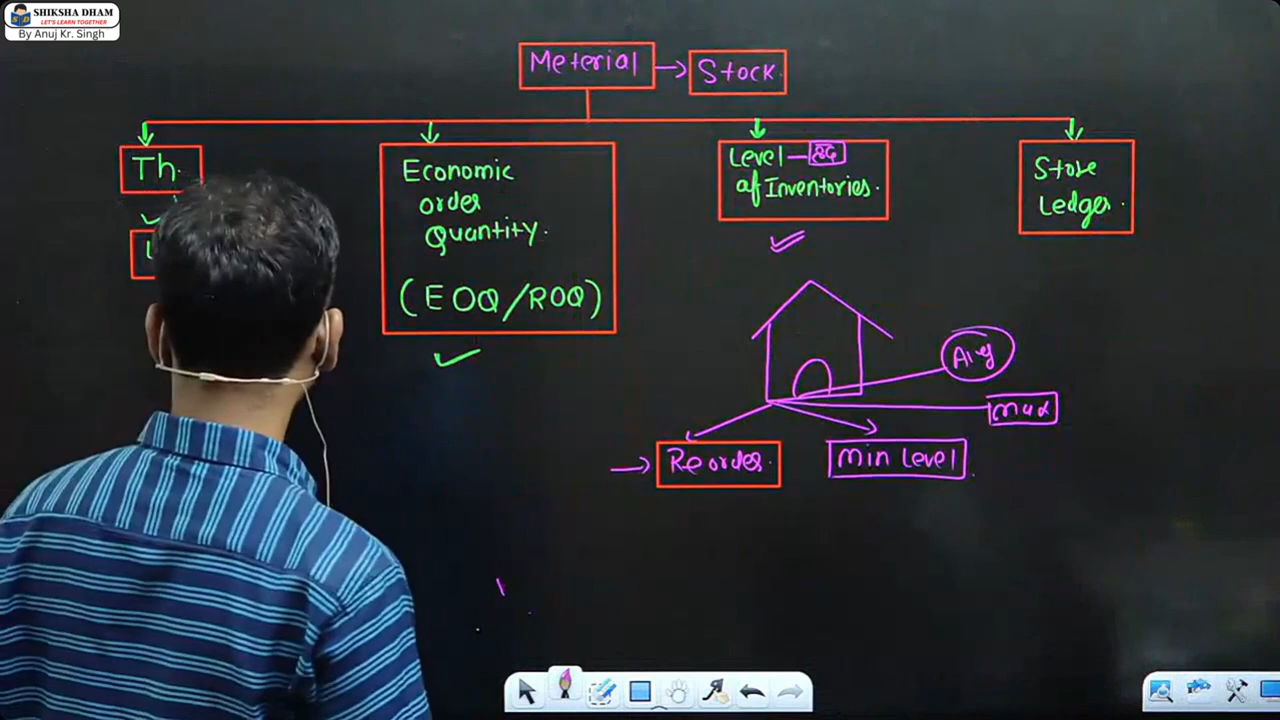 SHIKSHA DHAM
LET'S LEARN TOGETHER
By Anuj Kr. Singh
Meterial
Stock
Th.
Economic
order
Quantity.
(EOQ/ROQ)
Level
of Inventories.
Store
Ledger.
Avg
max
Reorder.
Min Level